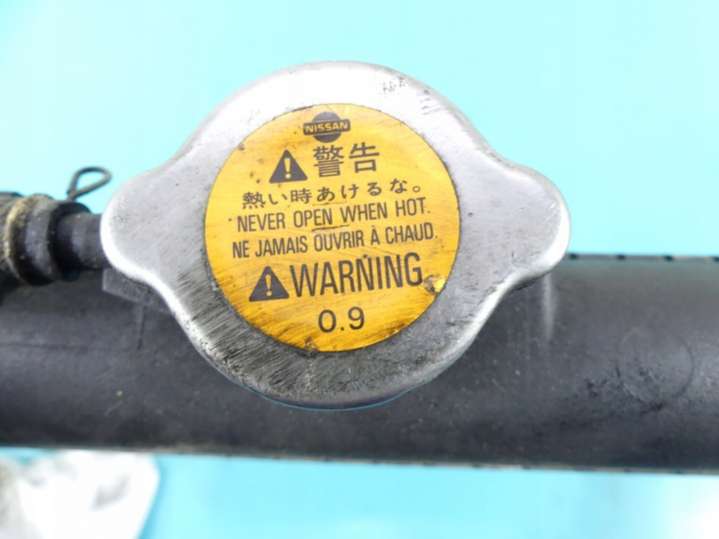 NISSAN
警告
熱い時あけるな。
NEVER OPEN WHEN HOT.
NE JAMAIS OUVRIR À CHAUD.
WARNING
0.9